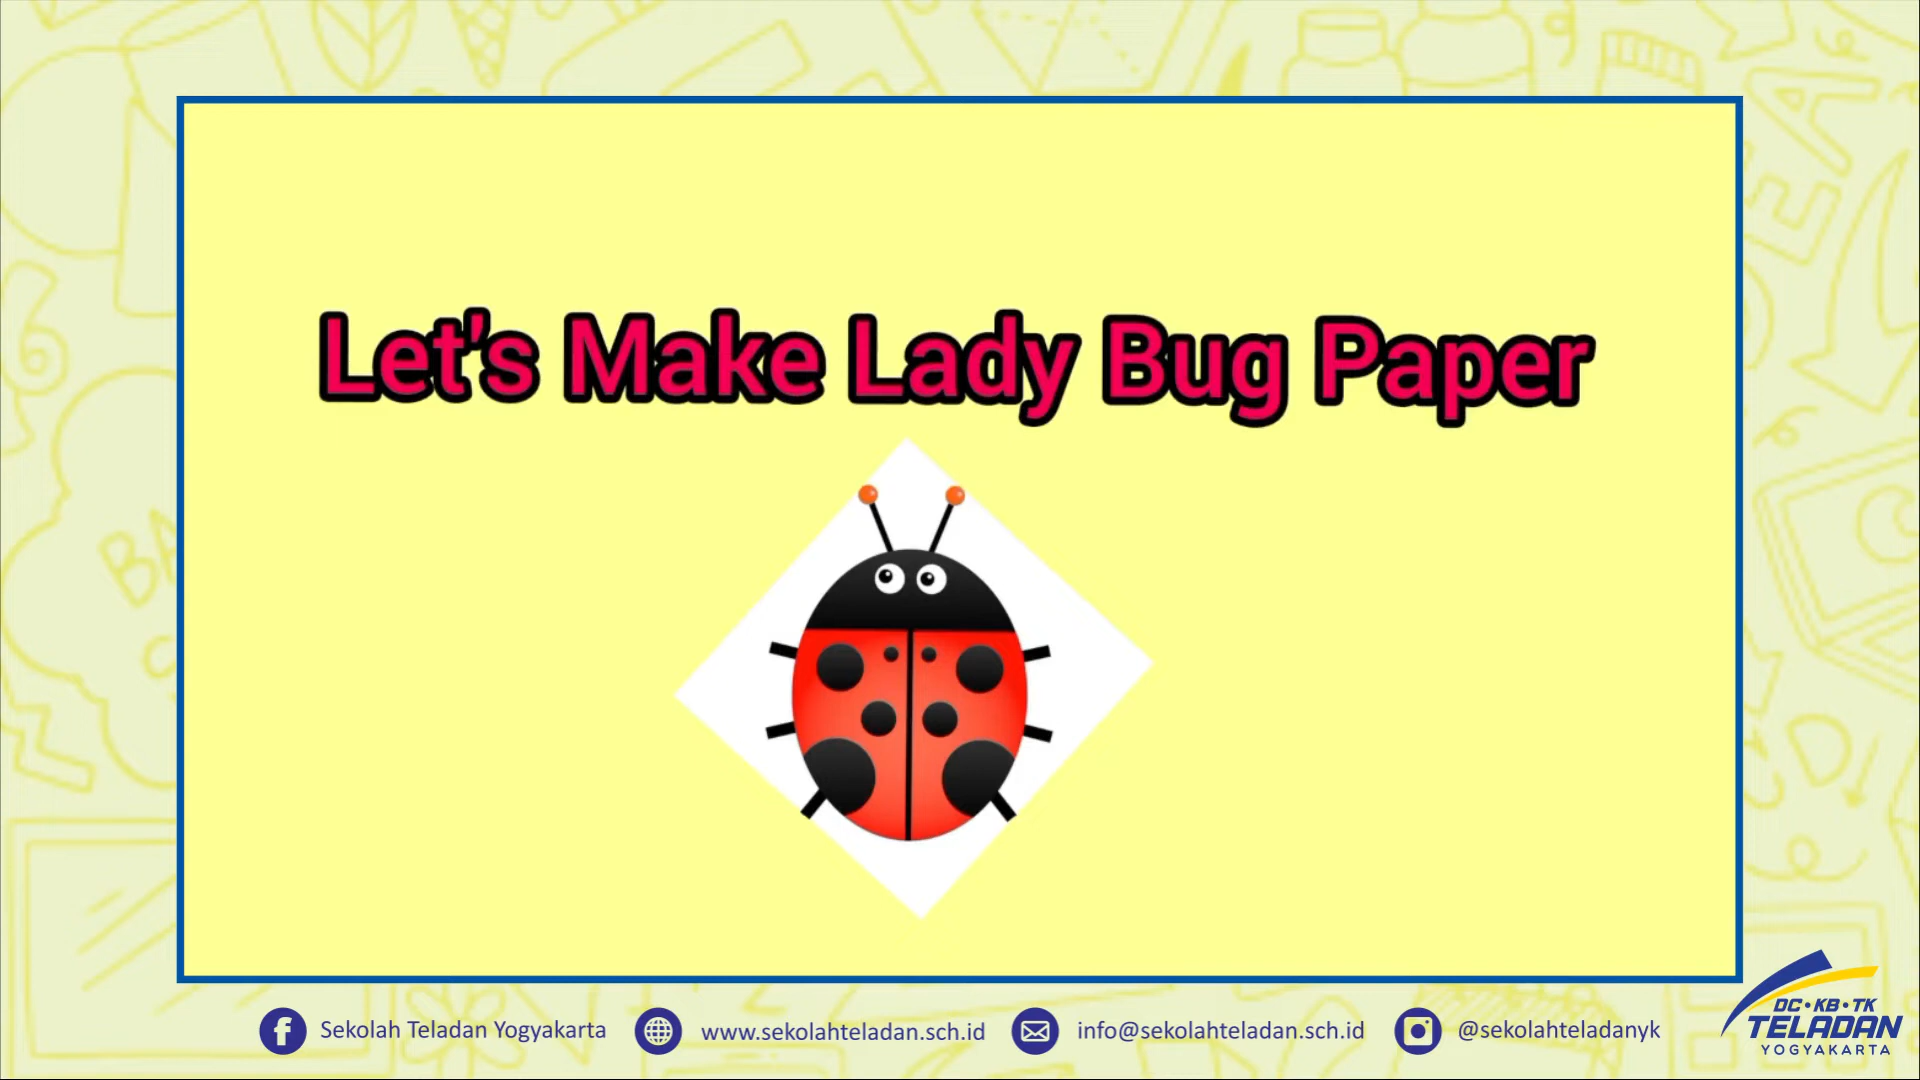 Let's Make Lady Bug Paper
Sekolah Teladan Yogyakarta
www.sekolahteladan.sch.id
info@sekolahteladan.sch.id
@sekolahteladanyk
DC•KB•TK
TELADAN
YOGYAKARTA